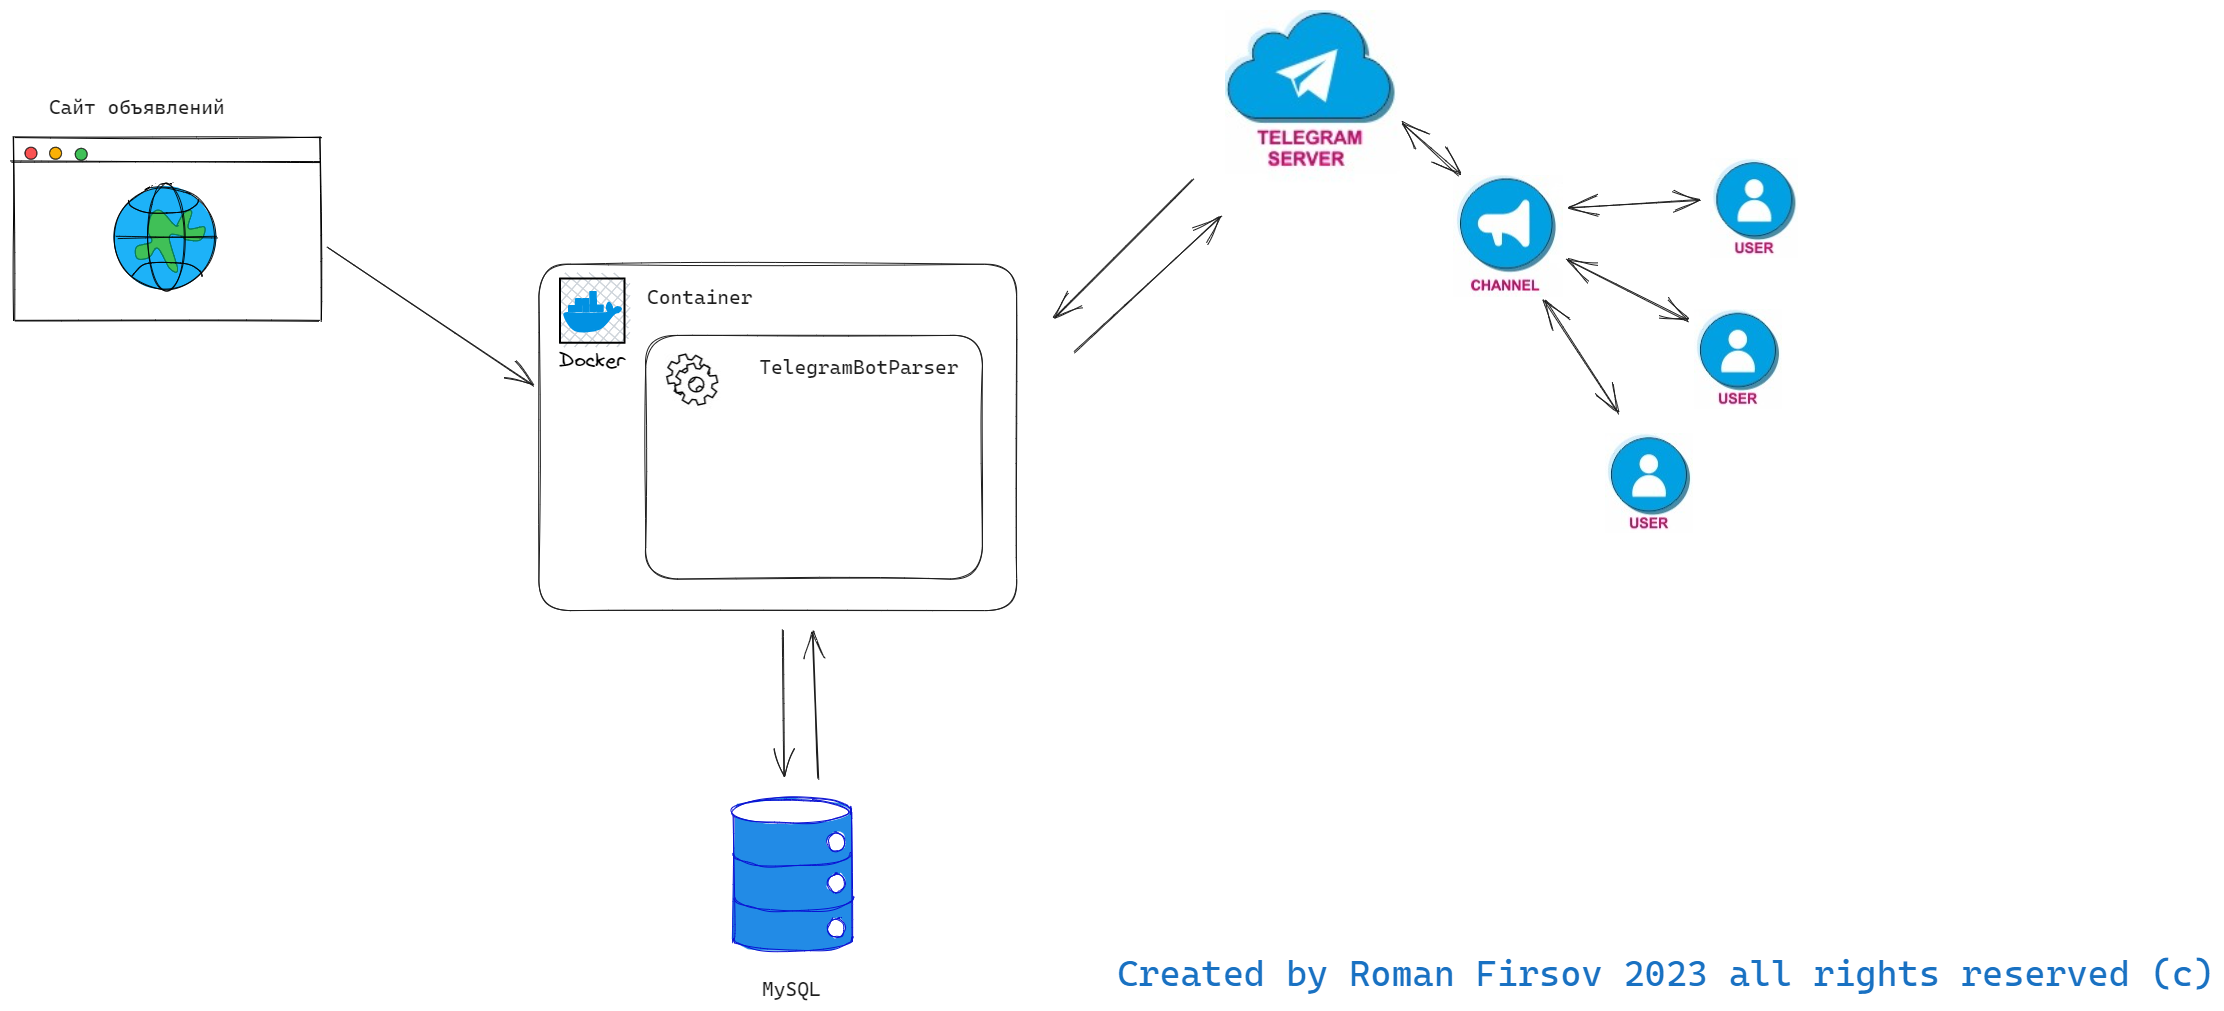 Сайт объявлений
TELEGRAM
SERVER
CHANNEL
USER
USER
USER
Container
Docker
TelegramBotParser
MySQL
Created by Roman Firsov 2023 all rights reserved (c)